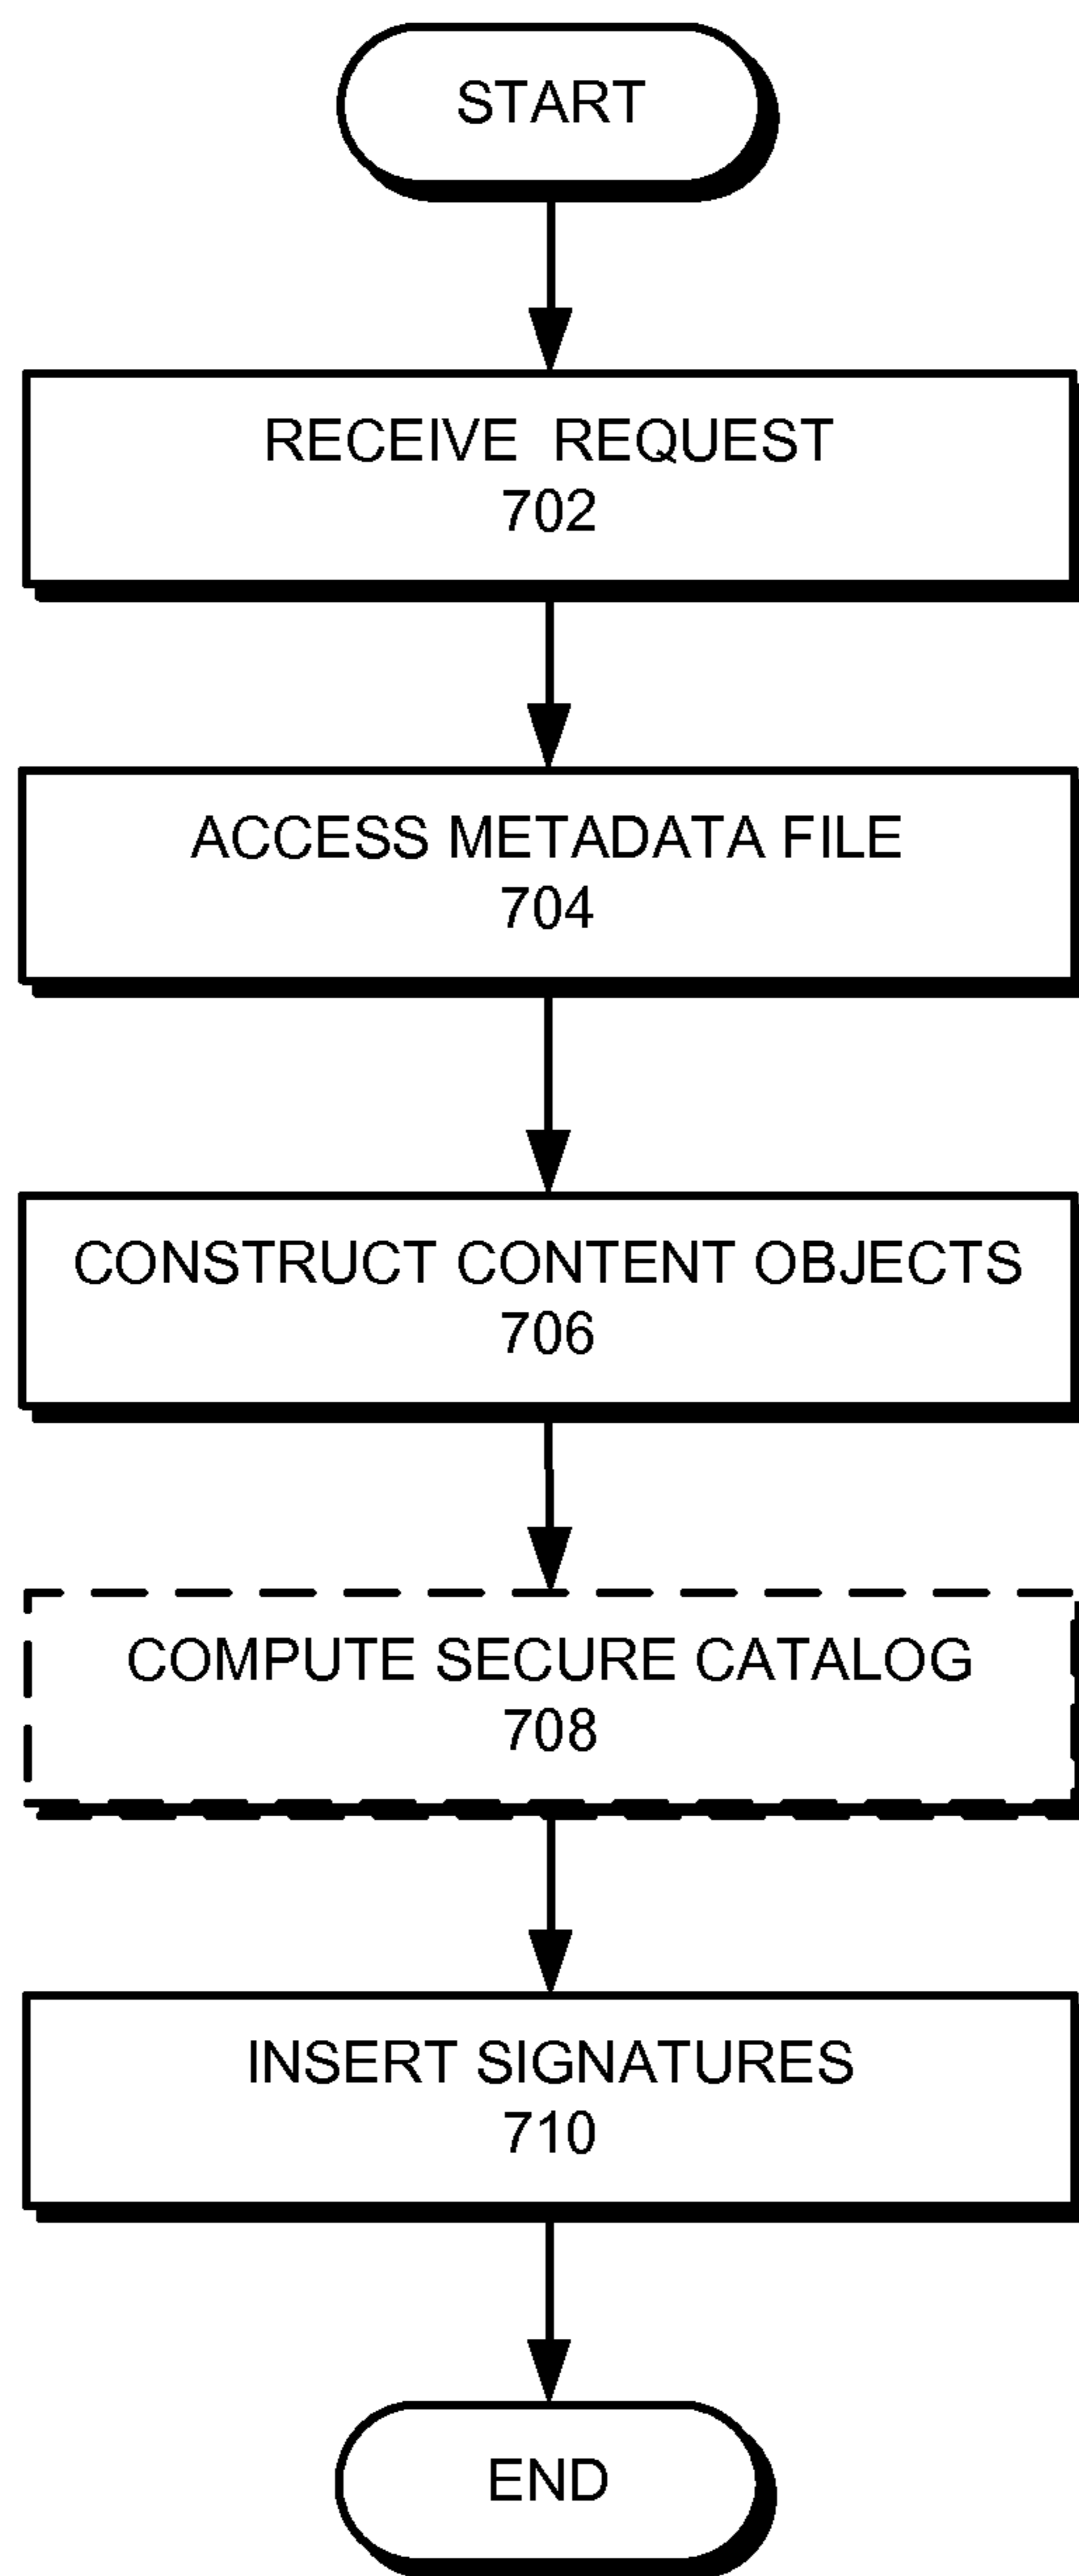 START
RECEIVE REQUEST
702
ACCESS METADATA FILE
704
CONSTRUCT CONTENT OBJECTS
706
COMPUTE SECURE CATALOG
708
INSERT SIGNATURES
710
END